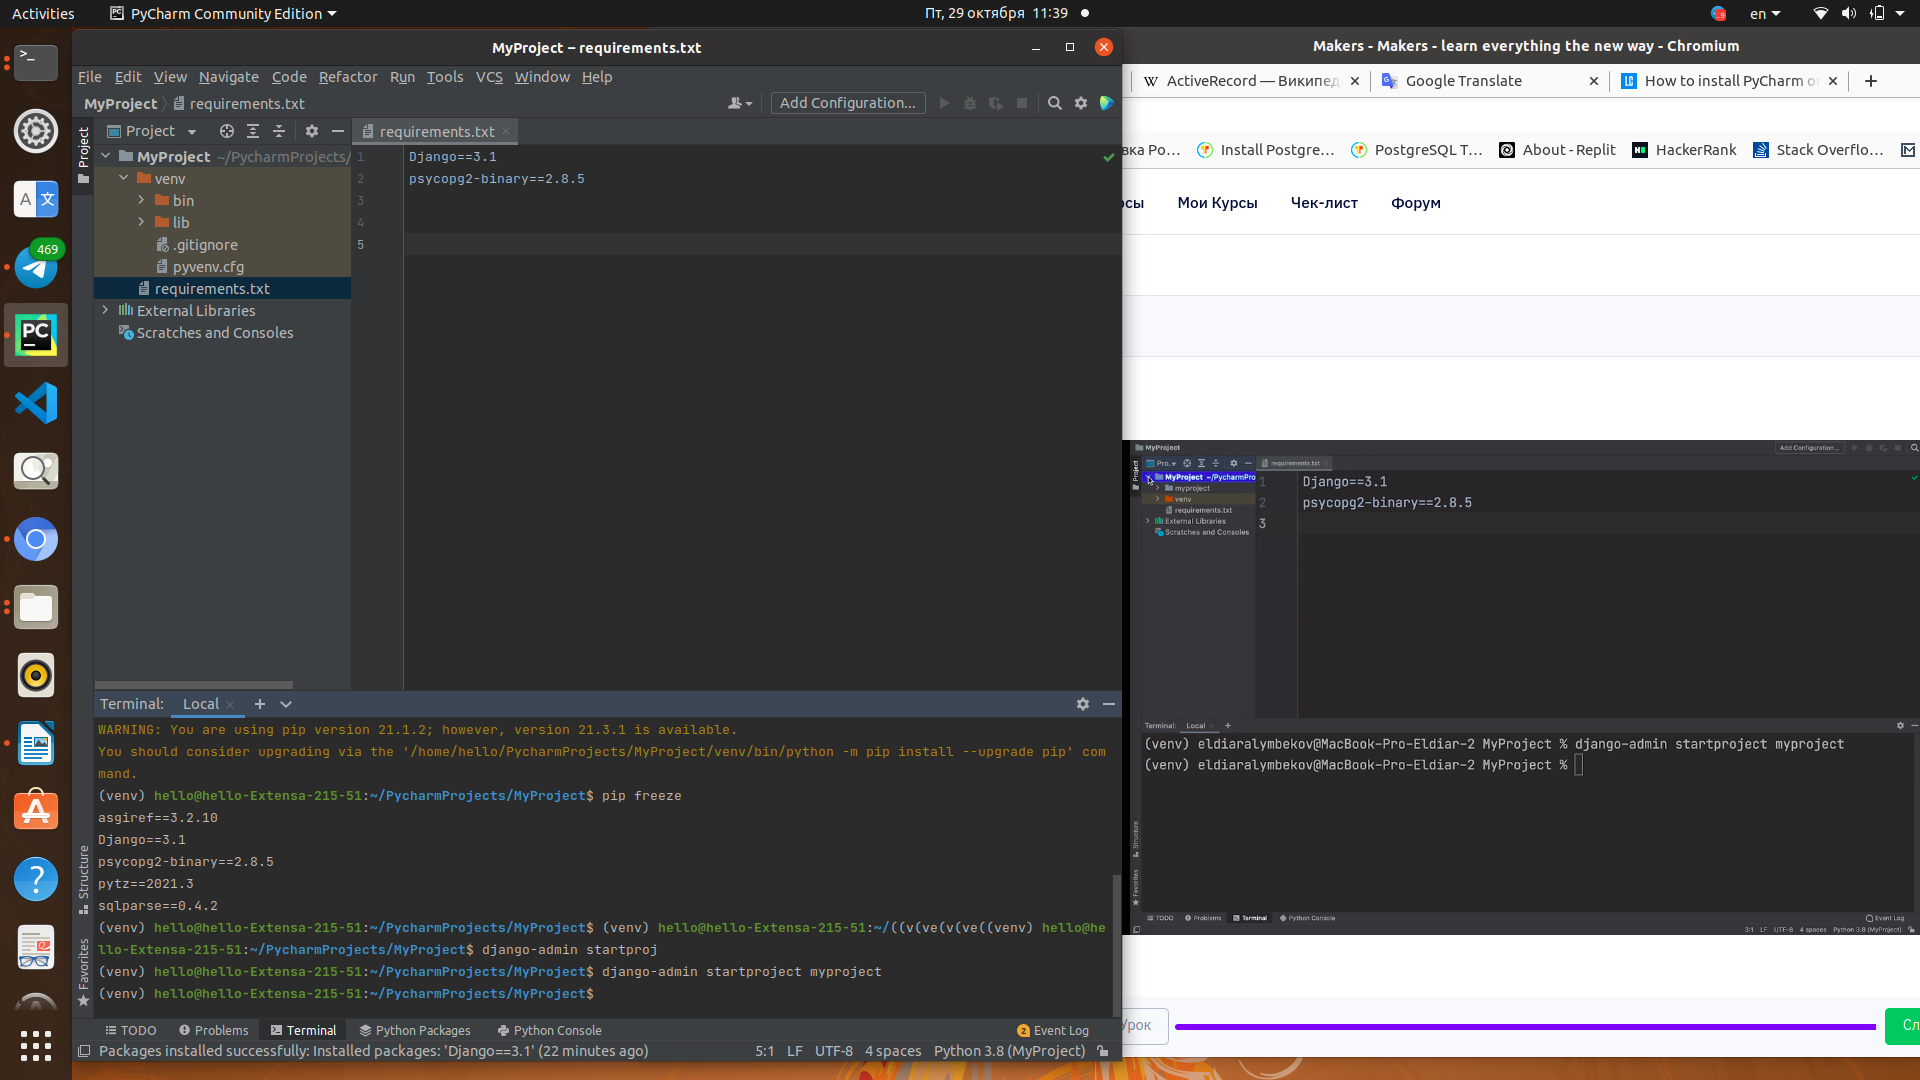 Activities
PyCharm Community Edition
Пт, 29 октября 11:39
en
MyProject – requirements.txt
File Edit View Navigate Code Refactor Run Tools VCS Window Help
MyProject requirements.txt
Add Configuration...
Project
requirements.txt
Project
MyProject ~/PycharmProjects/
venv
bin
lib
.gitignore
pyvenv.cfg
requirements.txt
External Libraries
Scratches and Consoles
1 Django==3.1
2 psycopg2-binary==2.8.5
3
4
5
469
PC
Terminal: Local
WARNING: You are using pip version 21.1.2; however, version 21.3.1 is available.
You should consider upgrading via the '/home/hello/PycharmProjects/MyProject/venv/bin/python -m pip install --upgrade pip' com
mand.
(venv) hello@hello-Extensa-215-51:~/PycharmProjects/MyProject$ pip freeze
asgiref==3.2.10
Django==3.1
psycopg2-binary==2.8.5
pytz==2021.3
sqlparse==0.4.2
(venv) hello@hello-Extensa-215-51:~/PycharmProjects/MyProject$ (venv) hello@hello-Extensa-215-51:~/((v(ve(v(ve((venv) hello@he
llo-Extensa-215-51:~/PycharmProjects/MyProject$ django-admin startproj
(venv) hello@hello-Extensa-215-51:~/PycharmProjects/MyProject$ django-admin startproject myproject
(venv) hello@hello-Extensa-215-51:~/PycharmProjects/MyProject$
Structure
Favorites
TODO Problems Terminal Python Packages Python Console
2 Event Log
Packages installed successfully: Installed packages: 'Django==3.1' (22 minutes ago)
5:1 LF UTF-8 4 spaces Python 3.8 (MyProject)
Makers - Makers - learn everything the new way - Chromium
W ActiveRecord — Википед
Google Translate
LC How to install PyCharm o
вка Ро...
Install Postgre...
PostgreSQL T...
About - Replit
HackerRank
Stack Overflo...
рсы Мои Курсы Чек-лист Форум
MyProject
Add Configuration...
Pro..
requirements.txt
Project
MyProject ~/PycharmPro
myproject
venv
requirements.txt
External Libraries
Scratches and Consoles
1 Django==3.1
2 psycopg2-binary==2.8.5
3
Terminal: Local
(venv) eldiaralymbekov@MacBook-Pro-Eldiar-2 MyProject % django-admin startproject myproject
(venv) eldiaralymbekov@MacBook-Pro-Eldiar-2 MyProject %
Structure
Favorites
TODO Problems Terminal Python Console
Event Log
3:1 LF UTF-8 4 spaces Python 3.8 (MyProject)
Урок
Сл